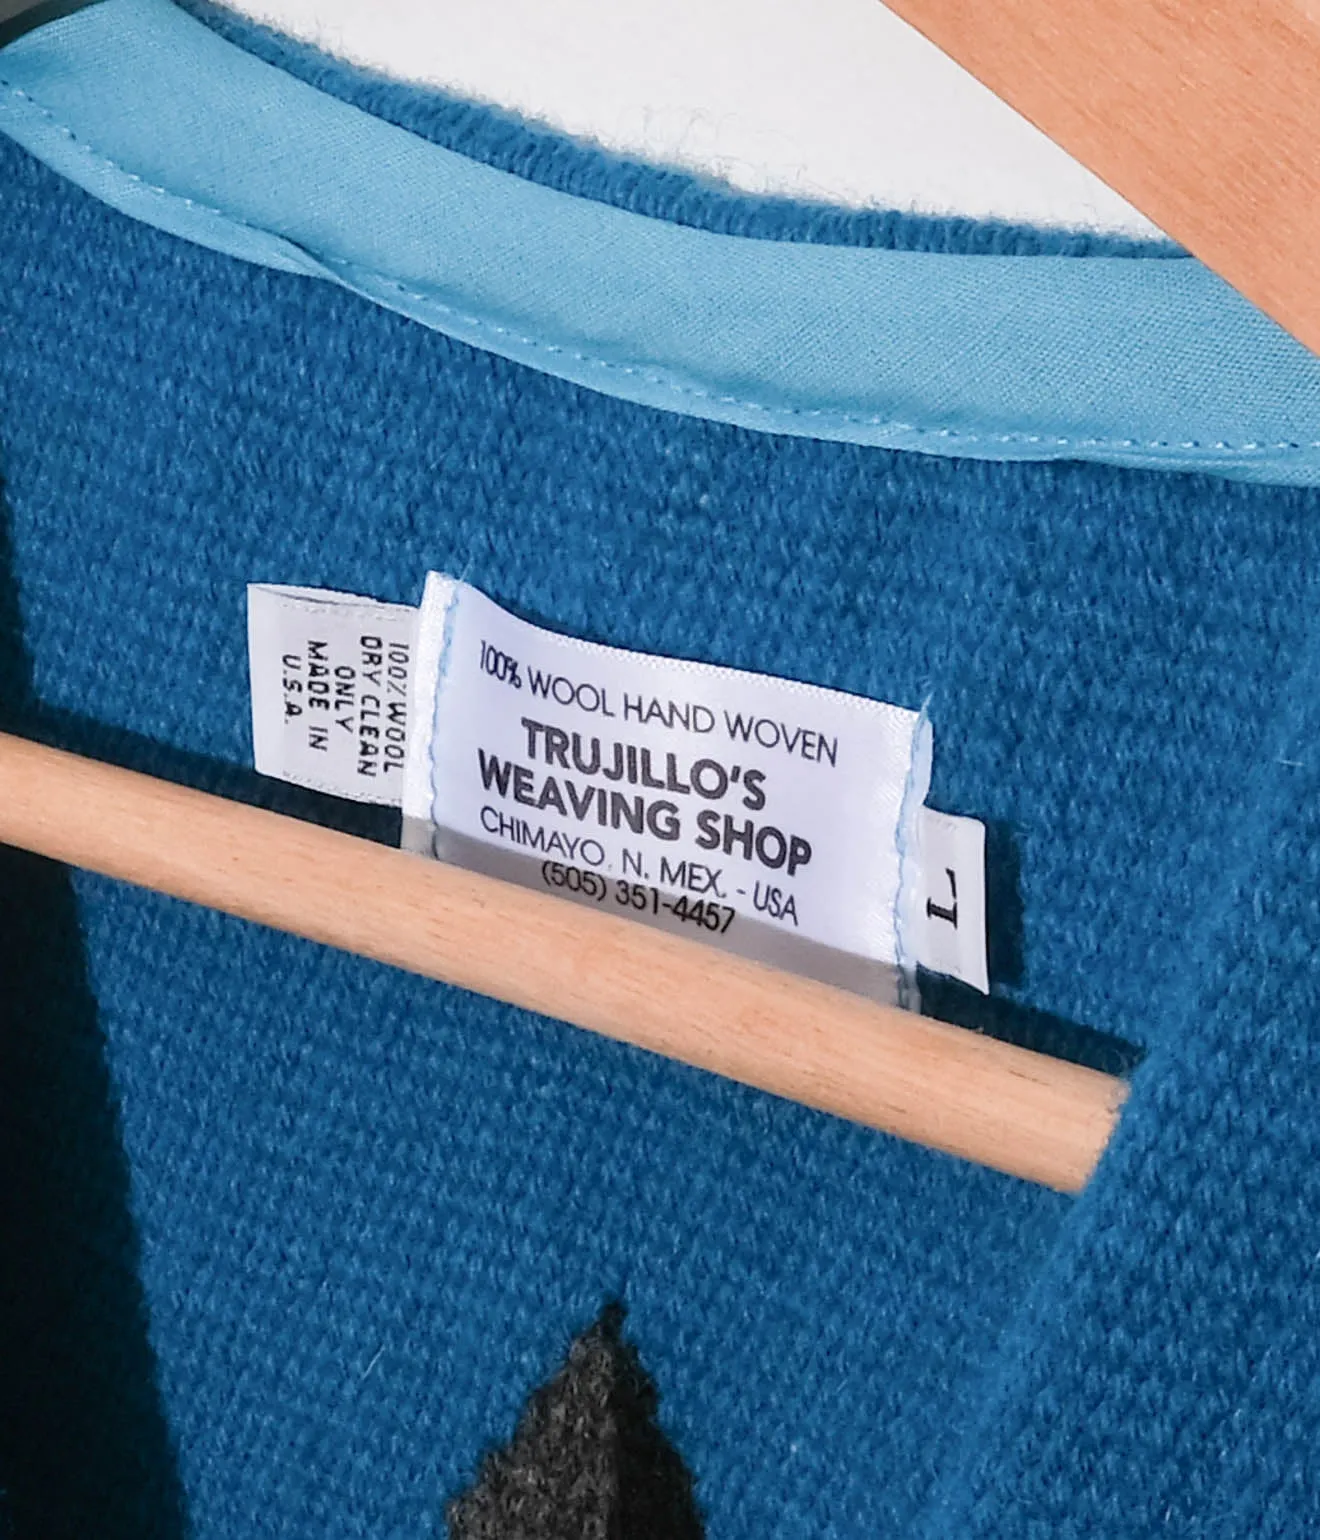 100% WOOL HAND WOVEN
TRUJILLO'S
WEAVING SHOP
CHIMAYO, N. MEX. - USA
(505) 351-4457
100% WOOL
DRY CLEAN
ONLY
MADE IN
U.S.A.
L